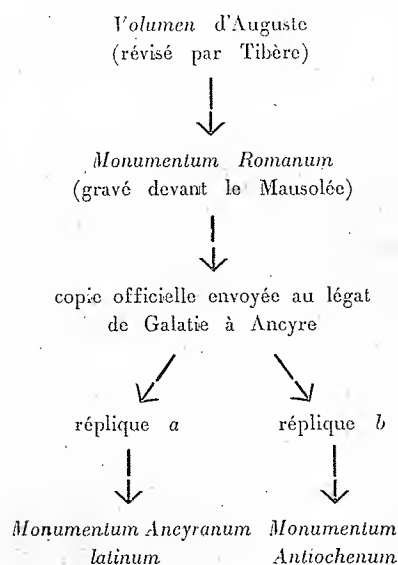 Volumen d'Auguste
(révisé par Tibère)
Monumentum Romanum
(gravé devant le Mausolée)
copie officielle envoyée au légat
de Galatie à Ancyre
réplique a
réplique b
Monumentum Ancyranum
latinum
Monumentum
Antiochenum